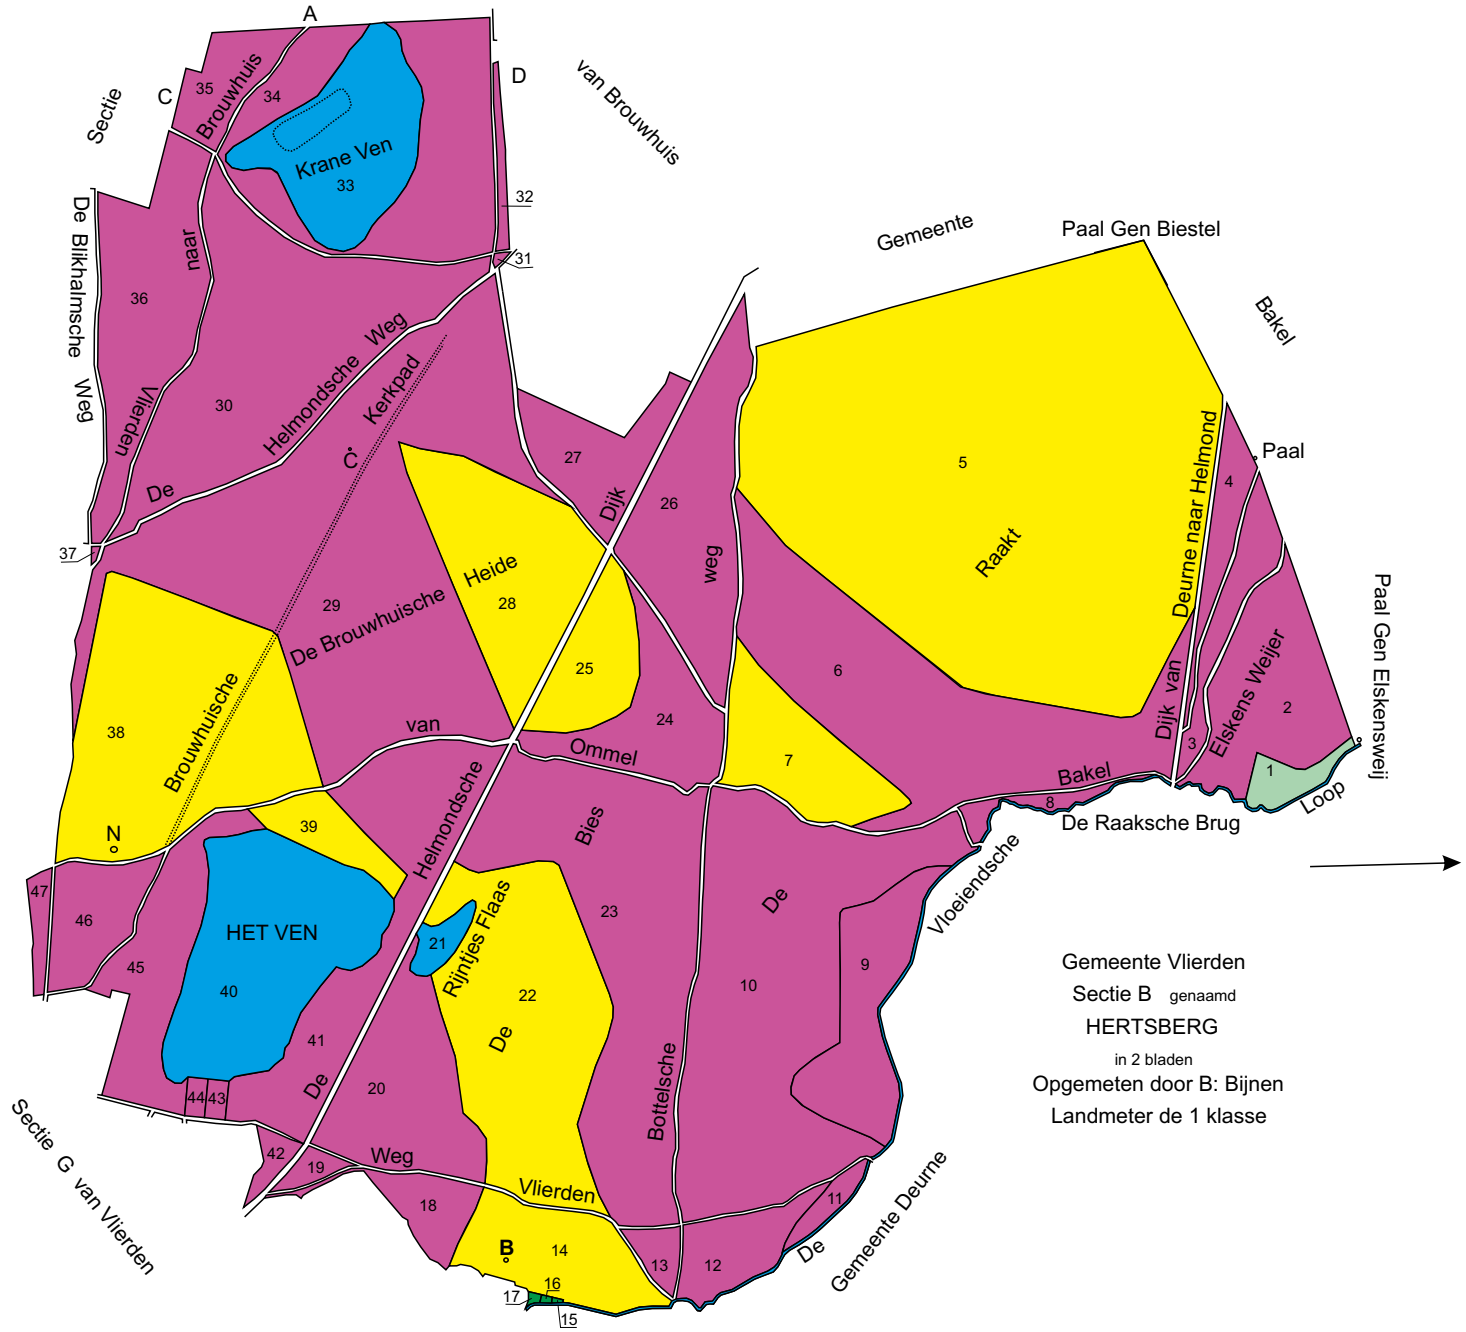 A
C
D
35
34
Brouwhuis
Sectie
Krane Ven
33
van Brouwhuis
32
31
De Blikhalmsche Weg
36
naar
Vlierden
30
De Helmondsche Weg
Kerkpad
C
37
Gemeente
Paal Gen Biestel
Bakel
5
Raakt
Deurne naar Helmond
4
Paal
27
Dijk
26
weg
Heide
28
29
De Brouwhuische
25
24
6
Dijk van
3
Elskens Weijer
2
Paal Gen Elskensweij
1
Loop
38
Brouwhuische
van
Ommel
7
Bakel
8
De Raaksche Brug
N
39
Helmondsche
Bies
De
Vloeiendsche
47
46
45
HET VEN
40
21
Rijntjes Flaas
22
De
23
10
9
41
De
20
Bottelsche
44
43
42
19
Weg
18
Vlierden
11
De
B
14
13
12
17
16
15
Sectie G van Vlierden
Gemeente Deurne
Gemeente Vlierden
Sectie B genaamd
HERTSBERG
in 2 bladen
Opgemeten door B: Bijnen
Landmeter de 1 klasse